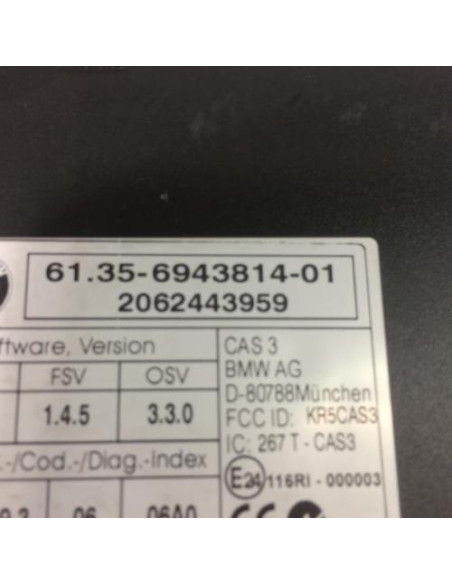 61.35-6943814-01
2062443959
ftware, Version
FSV OSV
1.4.5 3.3.0
-/Cod.-/Diag.-Index
06 06A0
CAS 3
BMW AG
D-80788München
FCC ID: KR5CAS3
IC: 267 T - CAS3
E24 116RI - 000003
CE